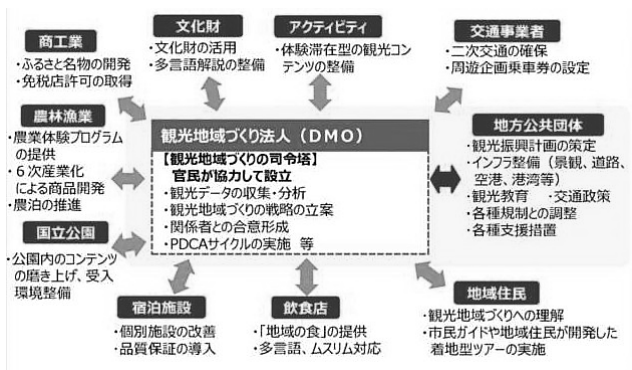 商工業
・ふるさと名物の開発
・免税店許可の取得
文化財
・文化財の活用
・多言語解説の整備
アクティビティ
・体験滞在型の観光コン
テンツの整備
交通事業者
・二次交通の確保
・周遊企画乗車券の設定
農林漁業
・農業体験プログラム
の提供
・6次産業化
による商品開発
・農泊の推進
観光地域づくり法人（DMO）
【観光地域づくりの司令塔】
官民が協力して設立
・観光データの収集・分析
・観光地域づくりの戦略の立案
・関係者との合意形成
・PDCAサイクルの実施 等
地方公共団体
・観光振興計画の策定
・インフラ整備（景観、道路、
空港、港湾等）
・観光教育 ・交通政策
・各種規制との調整
・各種支援措置
国立公園
・公園内のコンテンツ
の磨き上げ、受入
環境整備
宿泊施設
・個別施設の改善
・品質保証の導入
飲食店
・「地域の食」の提供
・多言語、ムスリム対応
地域住民
・観光地域づくりへの理解
・市民ガイドや地域住民が開発した
着地型ツアーの実施